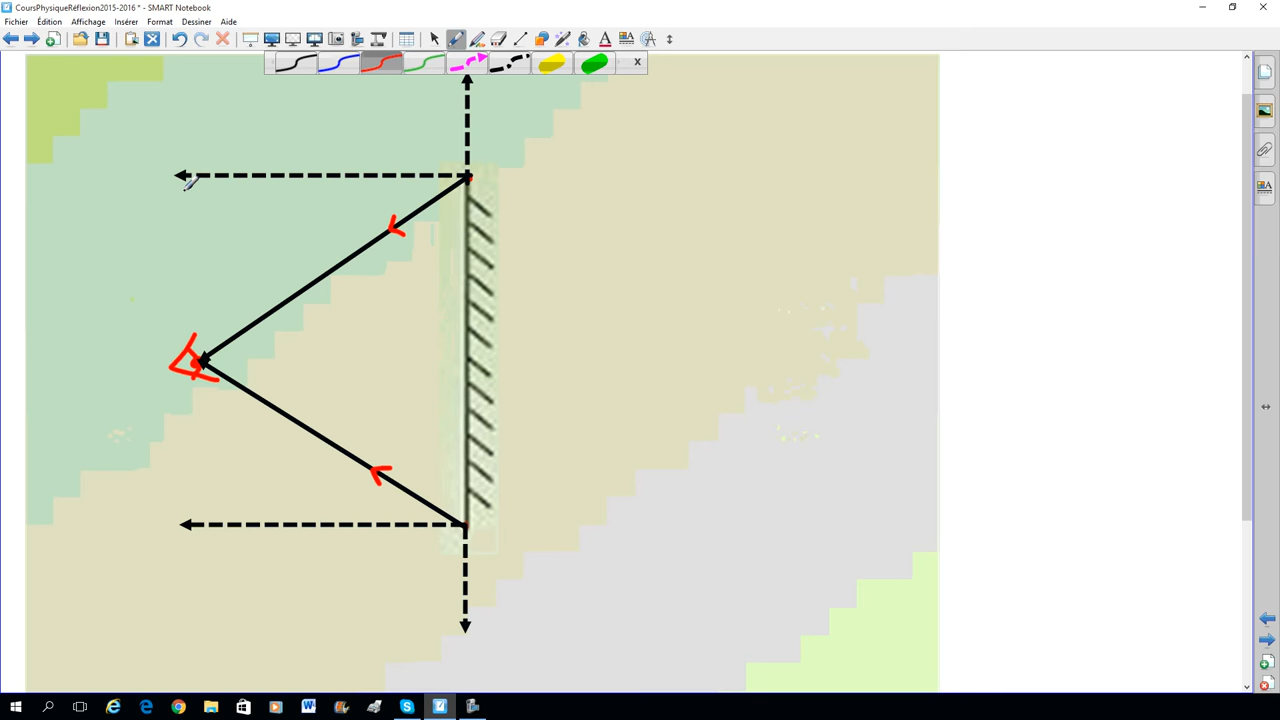 CoursPhysiqueRéflexion2015-2016 * - SMART Notebook
Fichier Édition Affichage Insérer Format Dessiner Aide
x